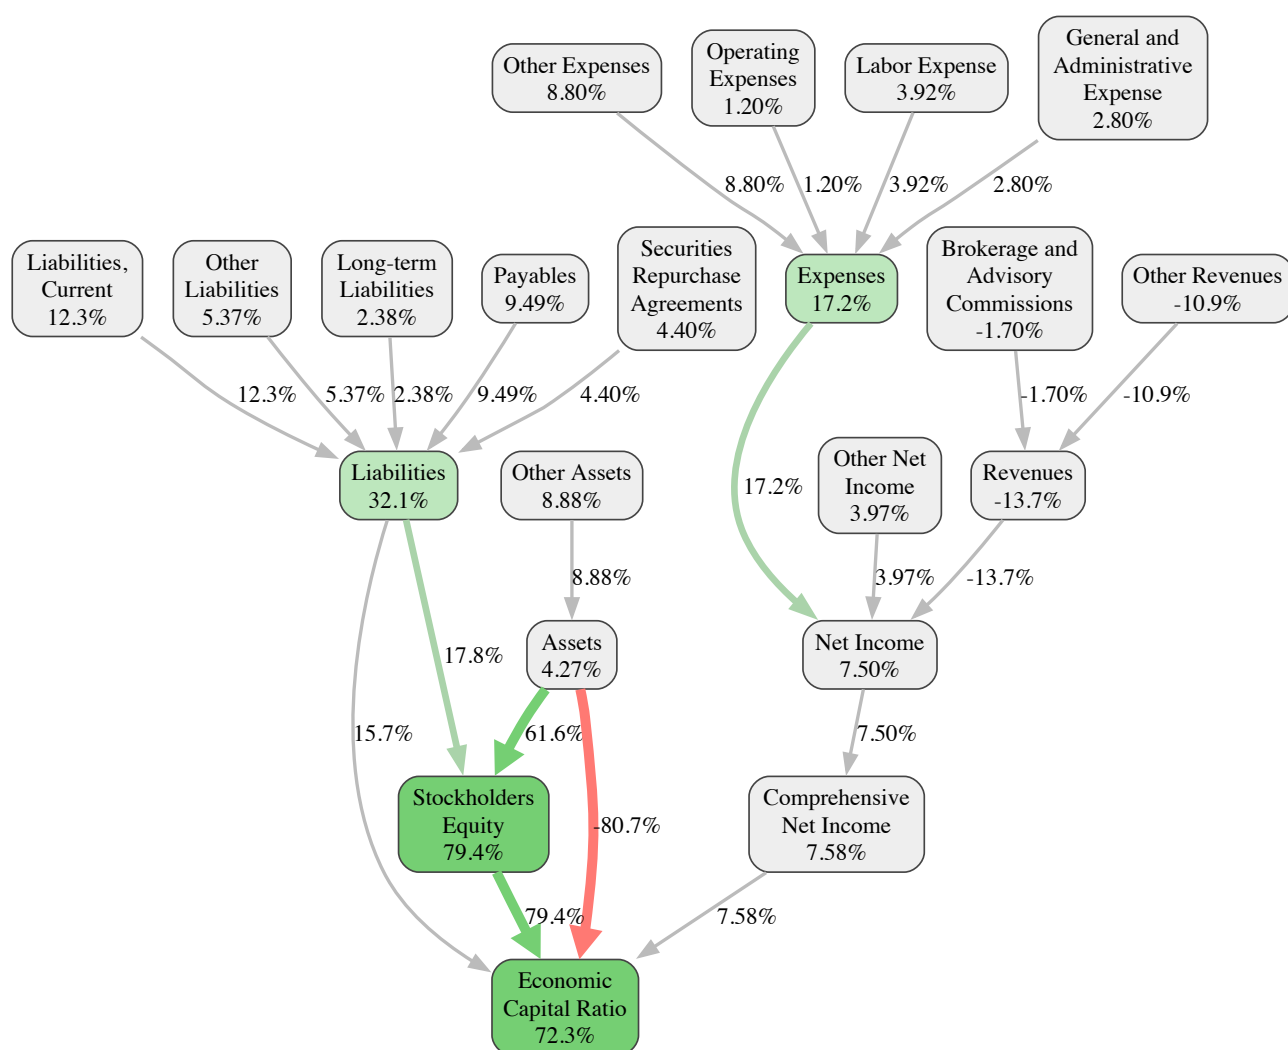 General and
Administrative
Expense
2.80%
Operating
Expenses
1.20%
Other Expenses
8.80%
Labor Expense
3.92%
8.80%
1.20%
3.92%
2.80%
Liabilities,
Current
12.3%
Other
Liabilities
5.37%
Long-term
Liabilities
2.38%
Payables
9.49%
Securities
Repurchase
Agreements
4.40%
Expenses
17.2%
Brokerage and
Advisory
Commissions
-1.70%
Other Revenues
-10.9%
12.3%
5.37%
2.38%
9.49%
4.40%
-1.70%
-10.9%
Liabilities
32.1%
Other Assets
8.88%
17.2%
Other Net
Income
3.97%
Revenues
-13.7%
8.88%
3.97%
-13.7%
Assets
4.27%
Net Income
7.50%
17.8%
15.7%
61.6%
7.50%
Stockholders
Equity
79.4%
-80.7%
Comprehensive
Net Income
7.58%
79.4%
7.58%
Economic
Capital Ratio
72.3%